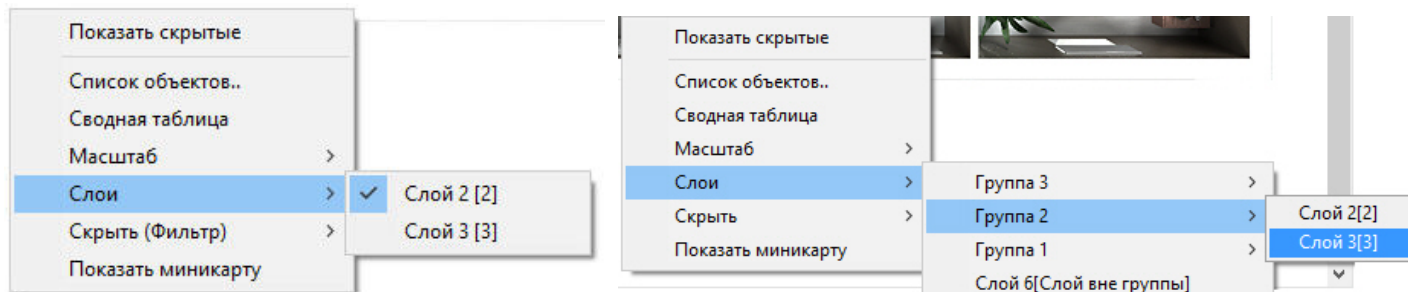 Показать скрытые
Список объектов..
Сводная таблица
Масштаб
Слои
Скрыть (Фильтр)
Показать миникарту
Слой 2 [2]
Слой 3 [3]
Показать скрытые
Список объектов..
Сводная таблица
Масштаб
Слои
Скрыть
Показать миникарту
Группа 3
Группа 2
Группа 1
Слой 6[Слой вне группы]
Слой 2[2]
Слой 3[3]